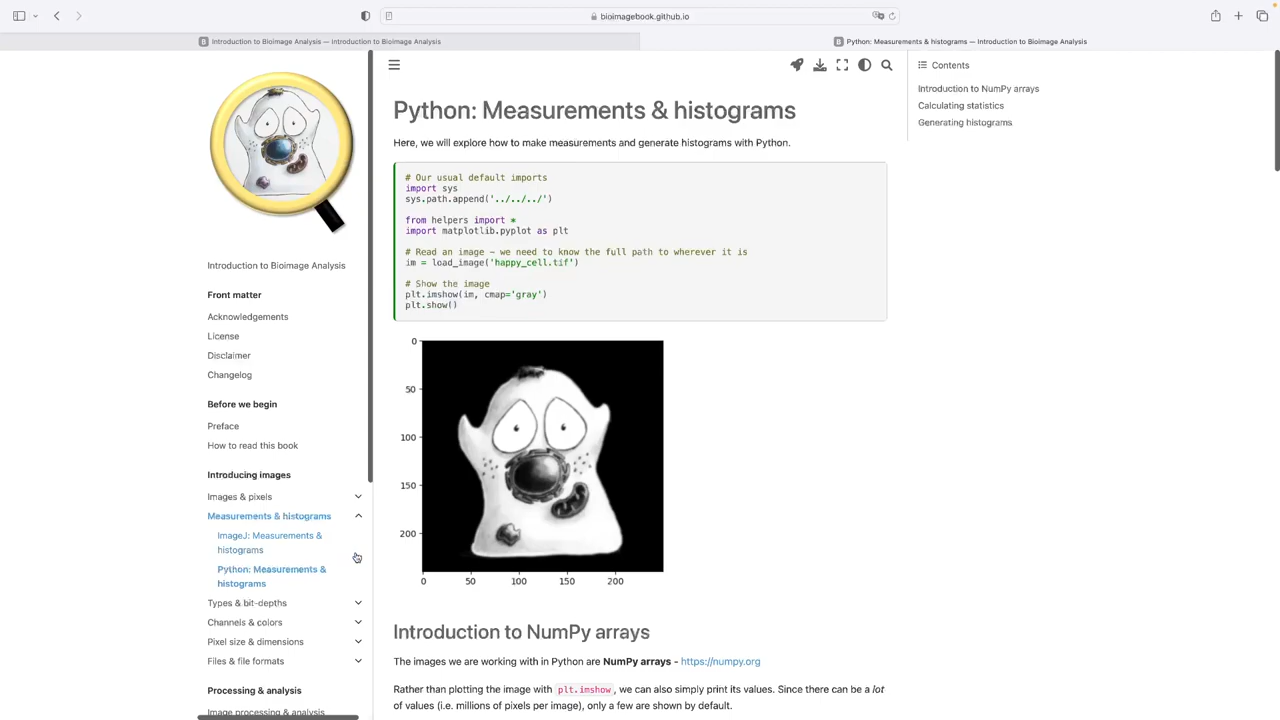 bioimagebook.github.io
Introduction to Bioimage Analysis — Introduction to Bioimage Analysis
Python: Measurements & histograms — Introduction to Bioimage Analysis
Introduction to Bioimage Analysis
Front matter
Acknowledgements
License
Disclaimer
Changelog
Before we begin
Preface
How to read this book
Introducing images
Images & pixels
Measurements & histograms
ImageJ: Measurements &
histograms
Python: Measurements &
histograms
Types & bit-depths
Channels & colors
Pixel size & dimensions
Files & file formats
Processing & analysis
Image processing & analysis
Python: Measurements & histograms
Here, we will explore how to make measurements and generate histograms with Python.
# Our usual default imports
import sys
sys.path.append('../../../')
from helpers import *
import matplotlib.pyplot as plt
# Read an image - we need to know the full path to wherever it is
im = load_image('happy_cell.tif')
# Show the image
plt.imshow(im, cmap='gray')
plt.show()
0
50
100
150
200
0 50 100 150 200
Introduction to NumPy arrays
The images we are working with in Python are NumPy arrays - https://numpy.org
Rather than plotting the image with plt.imshow, we can also simply print its values. Since there can be a lot
of values (i.e. millions of pixels per image), only a few are shown by default.
Contents
Introduction to NumPy arrays
Calculating statistics
Generating histograms